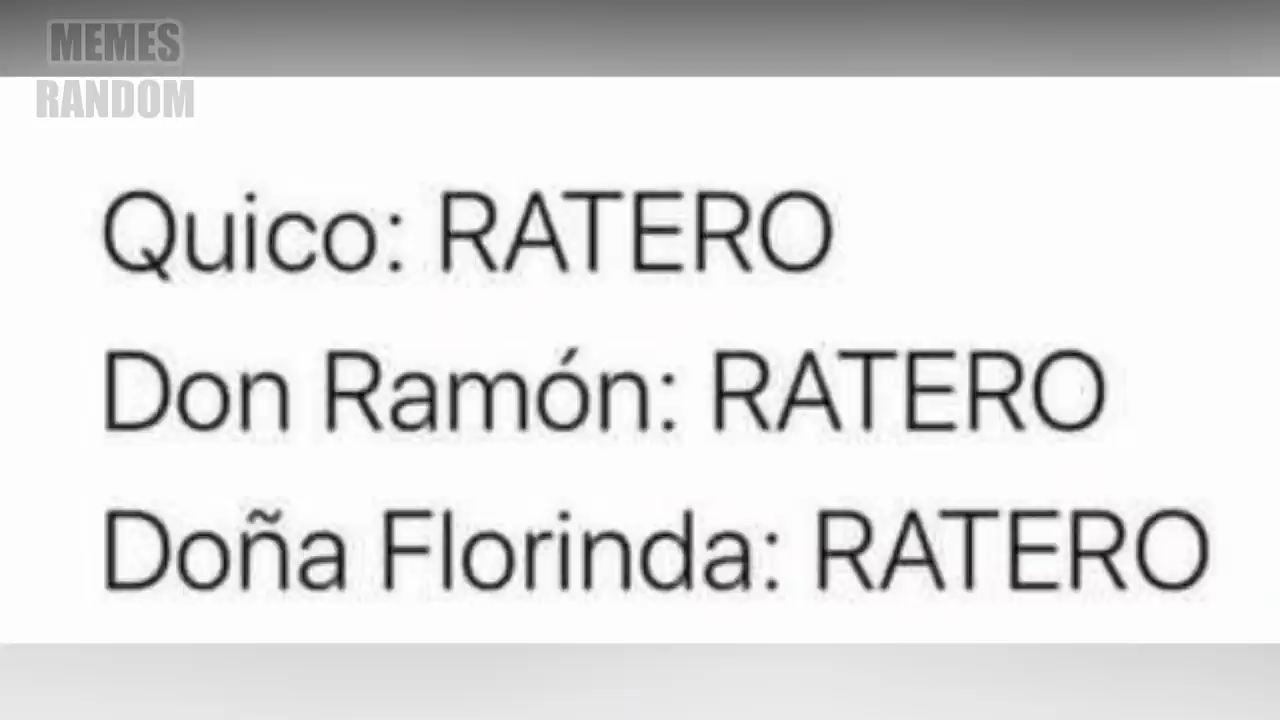 MEMES
RANDOM
Quico: RATERO
Don Ramón: RATERO
Doña Florinda: RATERO